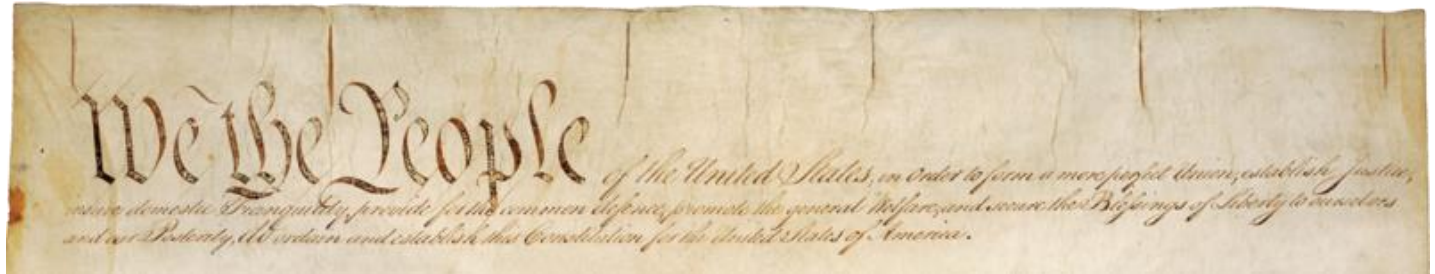 We the People of the United States, in Order to form a more perfect Union, establish Justice,
insure domestic Tranquility, provide for the common defence, promote the general Welfare, and secure the Blessings of Liberty to ourselves
and our Posterity, do ordain and establish this Constitution for the United States of America.